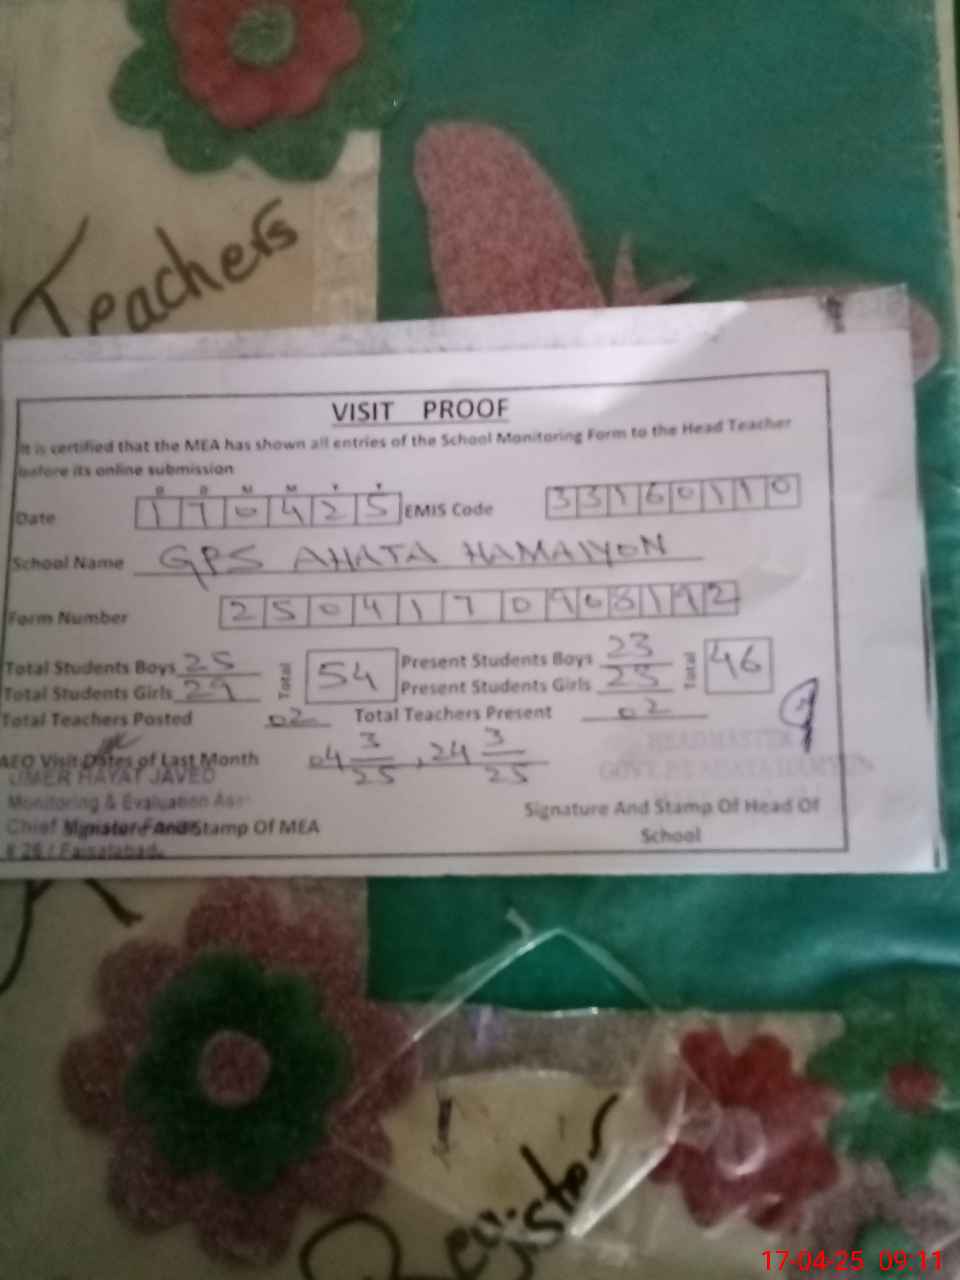 Teachers
VISIT PROOF
It is certified that the MEA has shown all entries of the School Monitoring Form to the Head Teacher
before its online submission
D D M M Y Y
Date 170425 EMIS Code 33160110
School Name GPS AHATA HAMAIYON
Form Number 2504170968192
Total Students Boys 25 Total 54 Present Students Boys 23 Total 46
Total Students Girls 29 Present Students Girls 23
Total Teachers Posted 02 Total Teachers Present 02
AEO Visit Dates of Last Month 04 3/25, 24 3/25
UMER HAYAT JAVED
HEADMASTER
Monitoring & Evaluation
Signature And Stamp Of MEA
Signature And Stamp Of Head Of
School
Faisalabad
Register
17-04-25 09:11